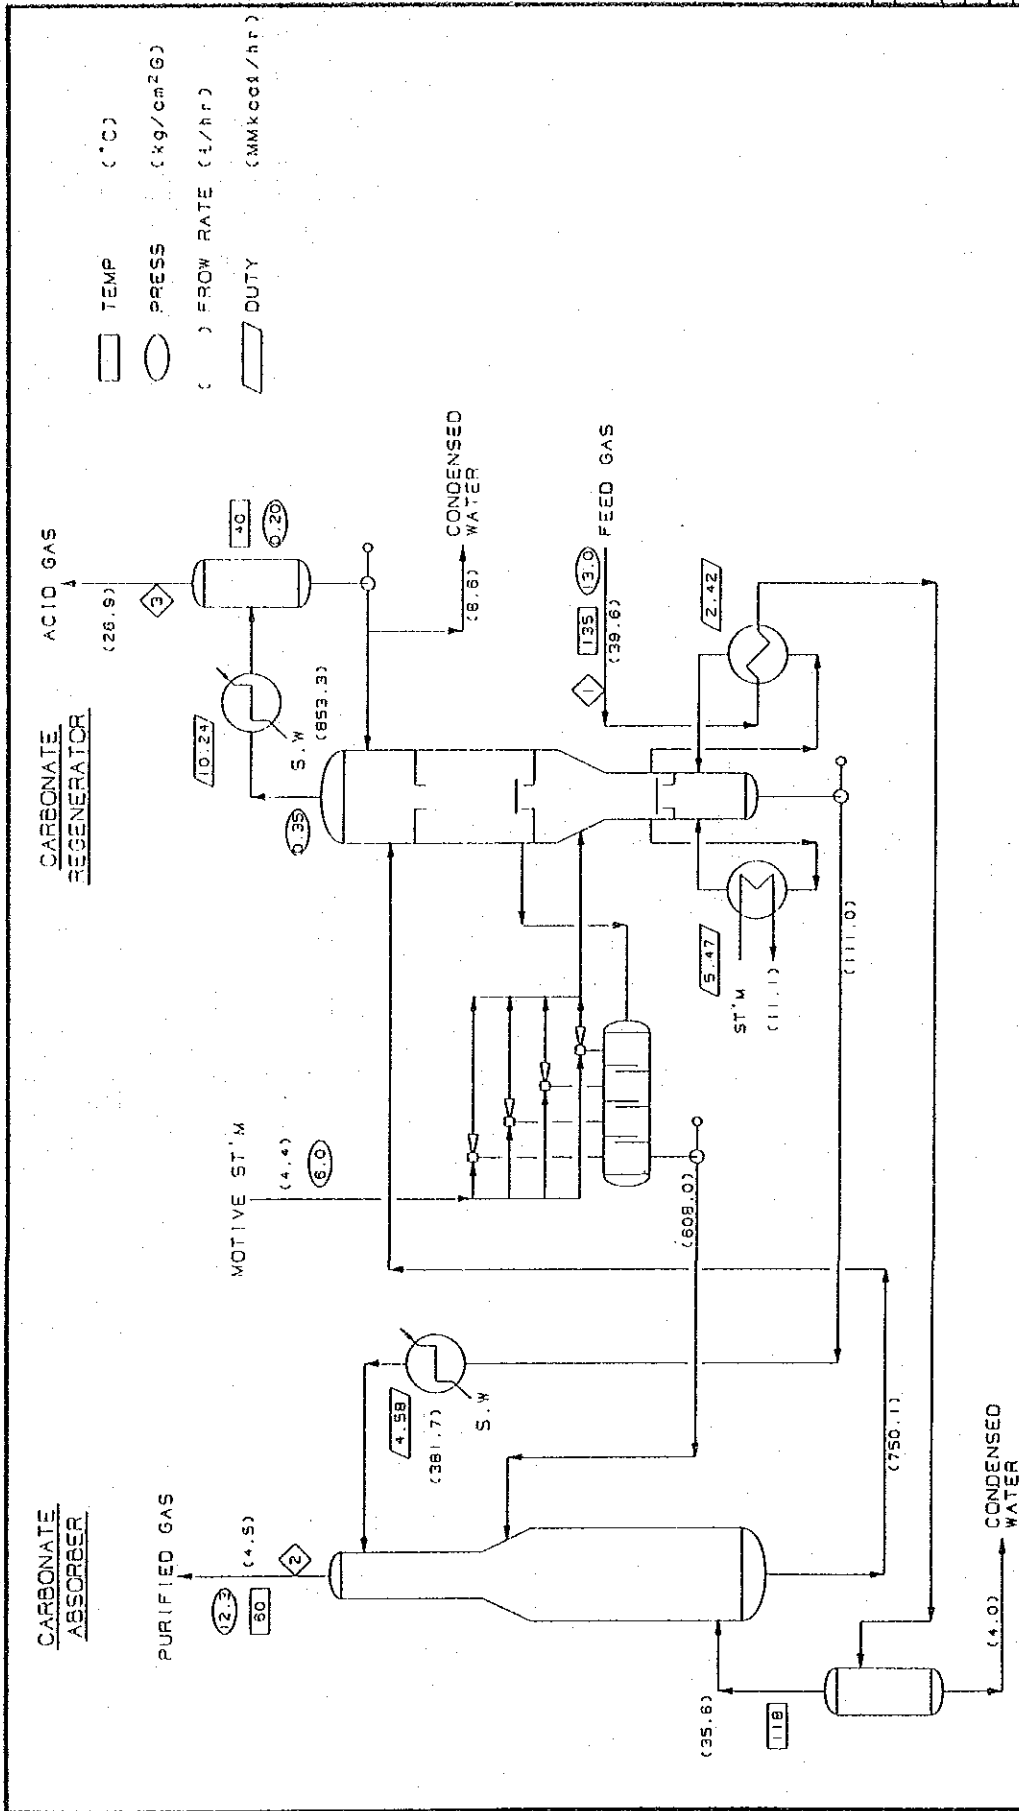 CARBONATE
ABSORBER
PURIFIED GAS
12.3
60
(4.5)
2
4.58
(381.7)
S.W
MOTIVE ST'M
(4.4)
6.0
CARBONATE
REGENERATOR
0.35
10.24
S.W
(853.3)
ACID GAS
(26.9)
3
40
0.20
CONDENSED
WATER
(8.6)
TEMP (°C)
PRESS (kg/cm²G)
( ) FROW RATE (t/hr)
DUTY (MMkcal/hr)
1
135
13.0
FEED GAS
(39.6)
2.42
5.47
ST'M
(11.1)
(111.0)
(608.0)
(750.1)
(35.6)
118
CONDENSED
WATER
(4.0)